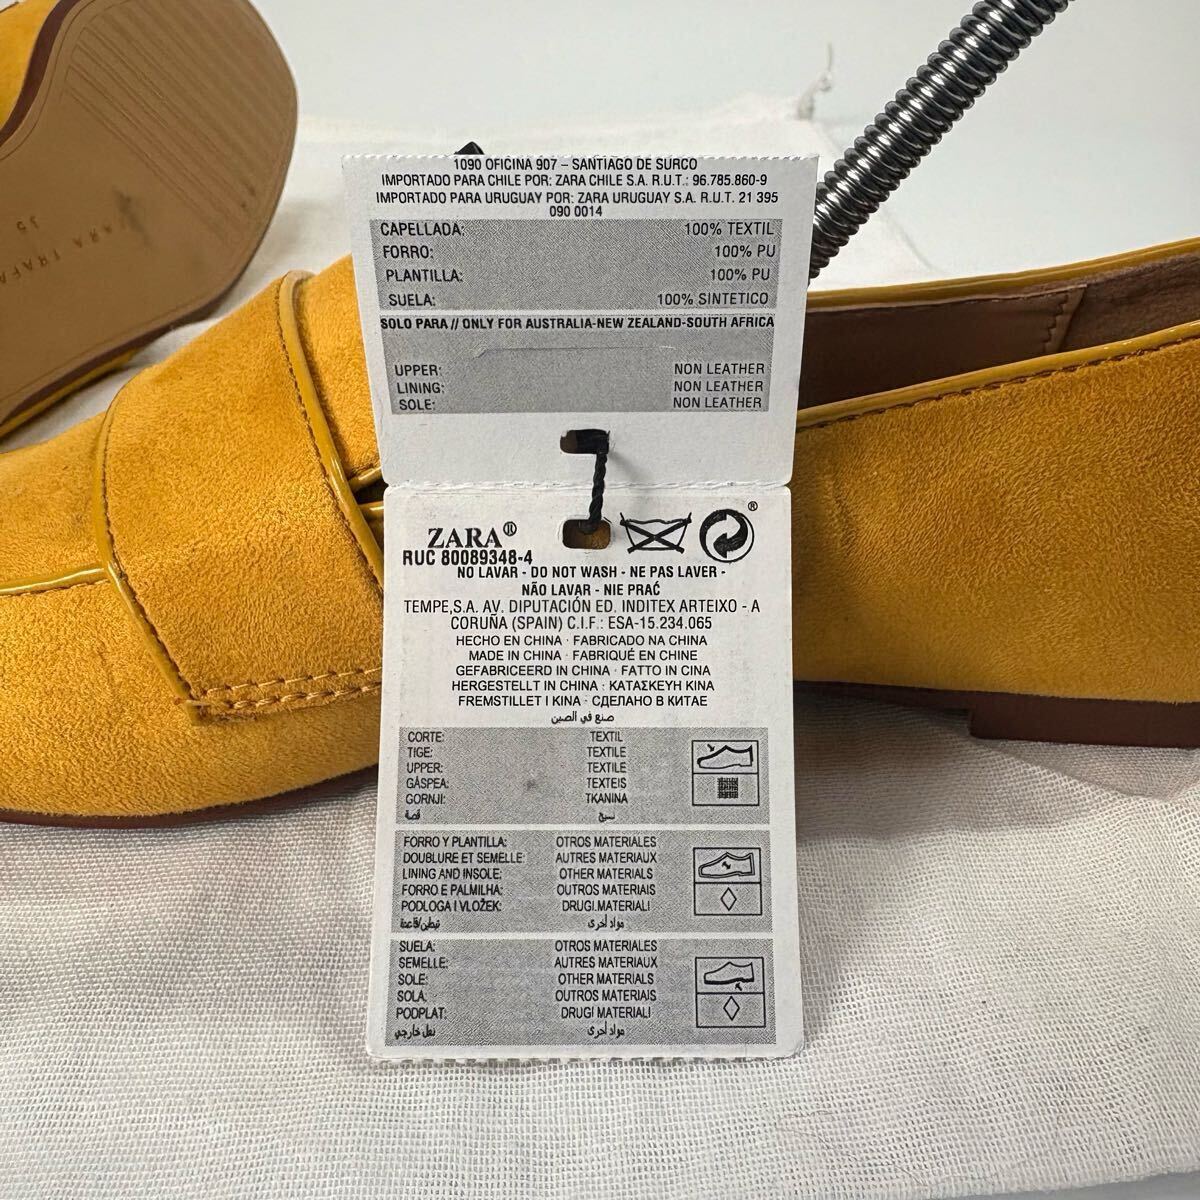 1090 OFICINA 907 – SANTIAGO DE SURCO
IMPORTADO PARA CHILE POR: ZARA CHILE S.A. R.U.T.: 96.785.860-9
IMPORTADO PARA URUGUAY POR: ZARA URUGUAY S.A. R.U.T. 21 395
090 0014
CAPELLADA: 100% TEXTIL
FORRO: 100% PU
PLANTILLA: 100% PU
SUELA: 100% SINTETICO
SOLO PARA // ONLY FOR AUSTRALIA-NEW ZEALAND-SOUTH AFRICA
UPPER: NON LEATHER
LINING: NON LEATHER
SOLE: NON LEATHER
ZARA®
RUC 80089348-4
NO LAVAR - DO NOT WASH - NE PAS LAVER -
NÃO LAVAR - NIE PRAĆ
TEMPE,S.A. AV. DIPUTACIÓN ED. INDITEX ARTEIXO - A
CORUÑA (SPAIN) C.I.F.: ESA-15.234.065
HECHO EN CHINA · FABRICADO NA CHINA
MADE IN CHINA · FABRIQUÉ EN CHINE
GEFABRICEERD IN CHINA · FATTO IN CINA
HERGESTELLT IN CHINA · ΚΑΤΑΣΚΕΥΗ ΚΙΝΑ
FREMSTILLET I KINA · СДЕЛАНО В КИТАЕ
صنع في الصين
CORTE: TEXTIL
TIGE: TEXTILE
UPPER: TEXTILE
GÁSPEA: TEXTEIS
GORNJI: TKANINA
قصة نسيج
FORRO Y PLANTILLA: OTROS MATERIALES
DOUBLURE ET SEMELLE: AUTRES MATERIAUX
LINING AND INSOLE: OTHER MATERIALS
FORRO E PALMILHA: OUTROS MATERIAIS
PODLOGA I VLOŽEK: DRUGI.MATERIALI
تبطين/قاعدة مواد أخرى
SUELA: OTROS MATERIALES
SEMELLE: AUTRES MATERIAUX
SOLE: OTHER MATERIALS
SOLA: OUTROS MATERIAIS
PODPLAT: DRUGI MATERIALI
نعل خارجي مواد أخرى
35